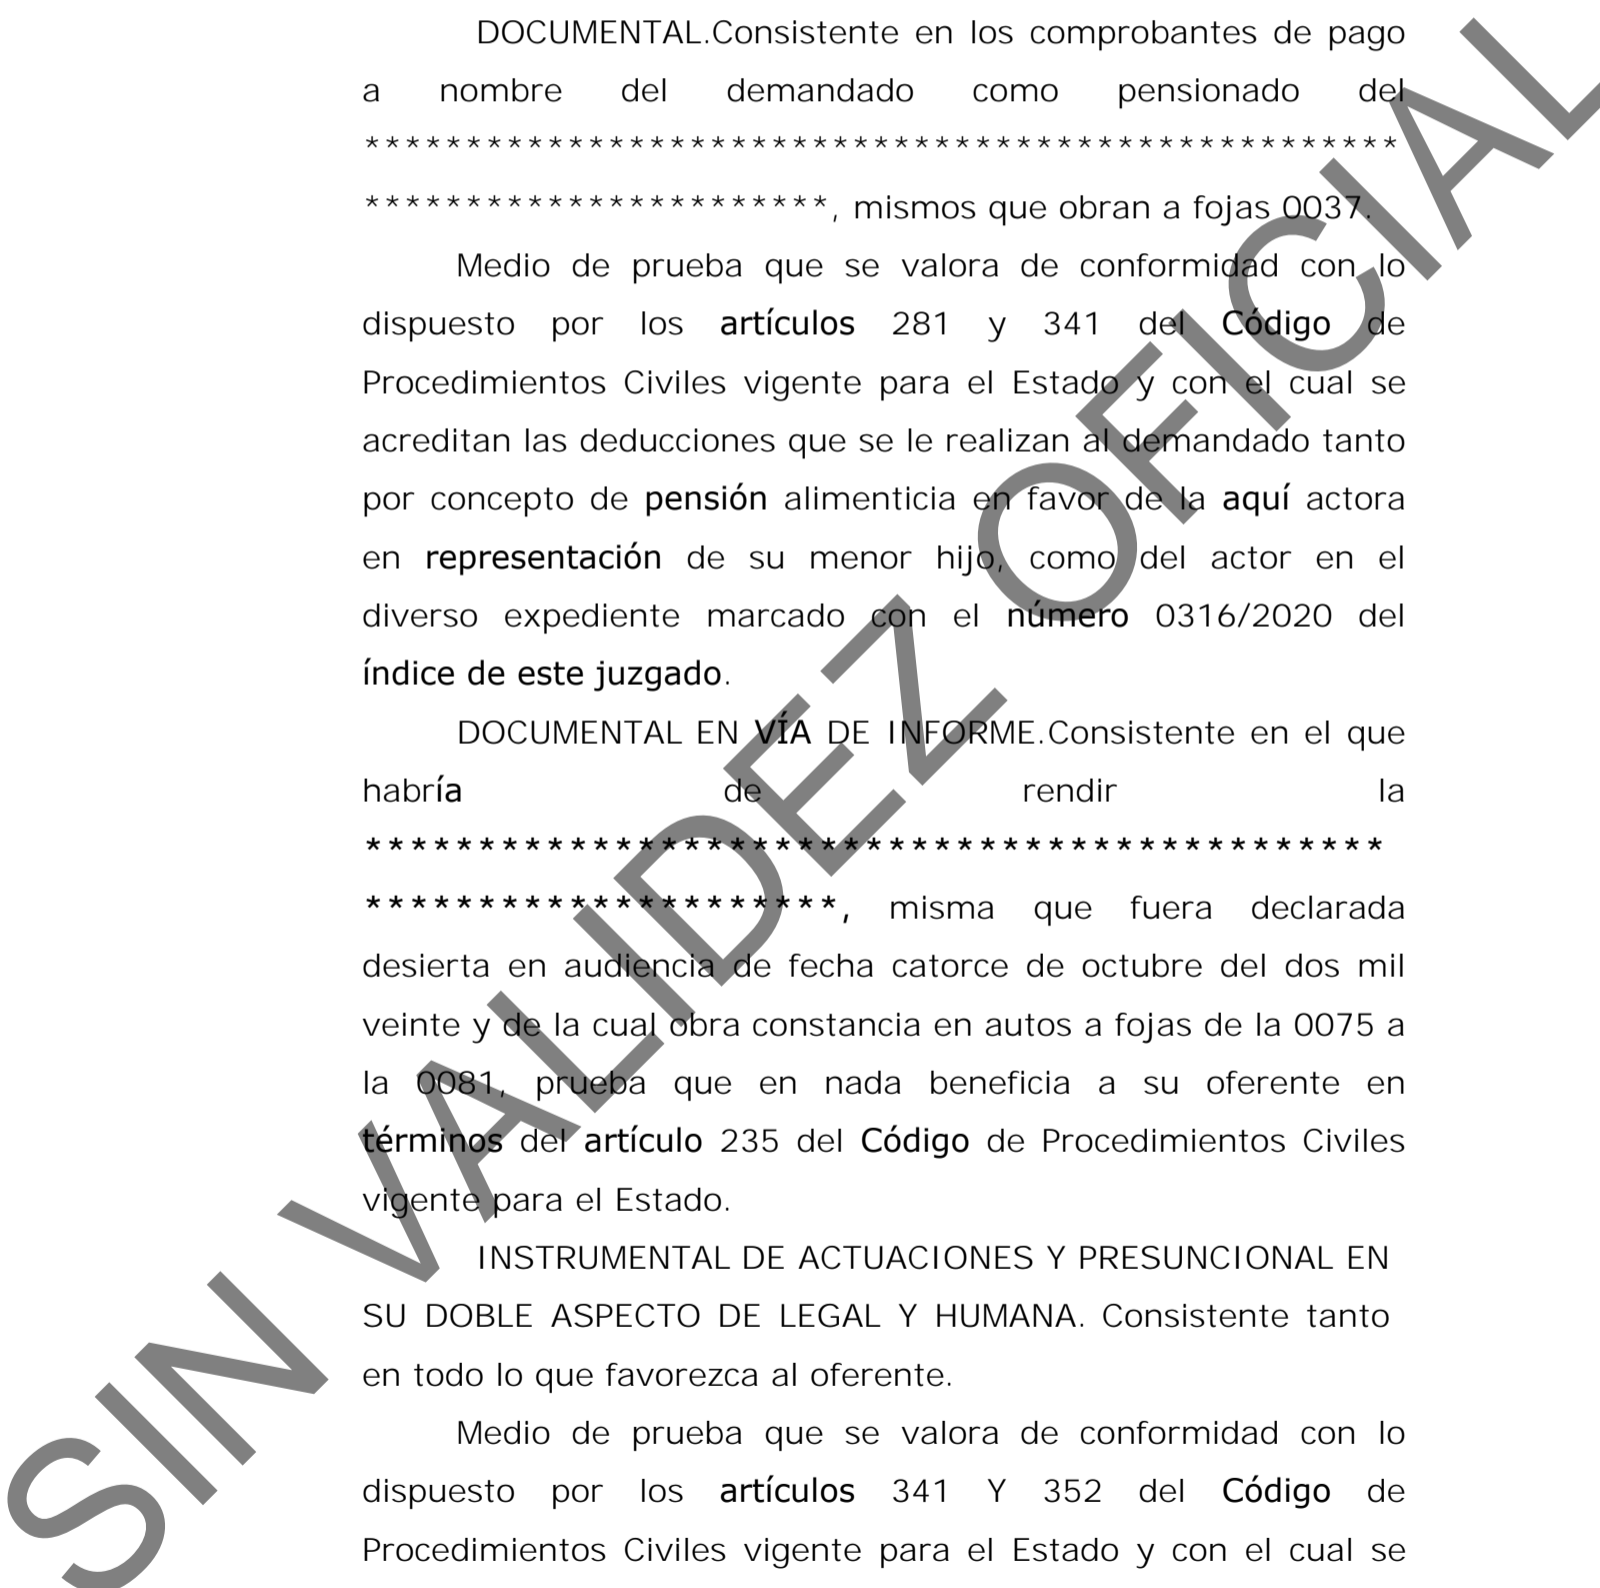 DOCUMENTAL.Consistente en los comprobantes de pago
a nombre del demandado como pensionado del
***************************************************
***********************, mismos que obran a fojas 0037.
Medio de prueba que se valora de conformidad con lo
dispuesto por los artículos 281 y 341 del Código de
Procedimientos Civiles vigente para el Estado y con el cual se
acreditan las deducciones que se le realizan al demandado tanto
por concepto de pensión alimenticia en favor de la aquí actora
en representación de su menor hijo, como del actor en el
diverso expediente marcado con el número 0316/2020 del
índice de este juzgado.
DOCUMENTAL EN VÍA DE INFORME.Consistente en el que
habría de rendir la
*********************************************
*********************, misma que fuera declarada
desierta en audiencia de fecha catorce de octubre del dos mil
veinte y de la cual obra constancia en autos a fojas de la 0075 a
la 0081, prueba que en nada beneficia a su oferente en
términos del artículo 235 del Código de Procedimientos Civiles
vigente para el Estado.
INSTRUMENTAL DE ACTUACIONES Y PRESUNCIONAL EN
SU DOBLE ASPECTO DE LEGAL Y HUMANA. Consistente tanto
en todo lo que favorezca al oferente.
Medio de prueba que se valora de conformidad con lo
dispuesto por los artículos 341 Y 352 del Código de
Procedimientos Civiles vigente para el Estado y con el cual se
SIN VALIDEZ OFICIAL